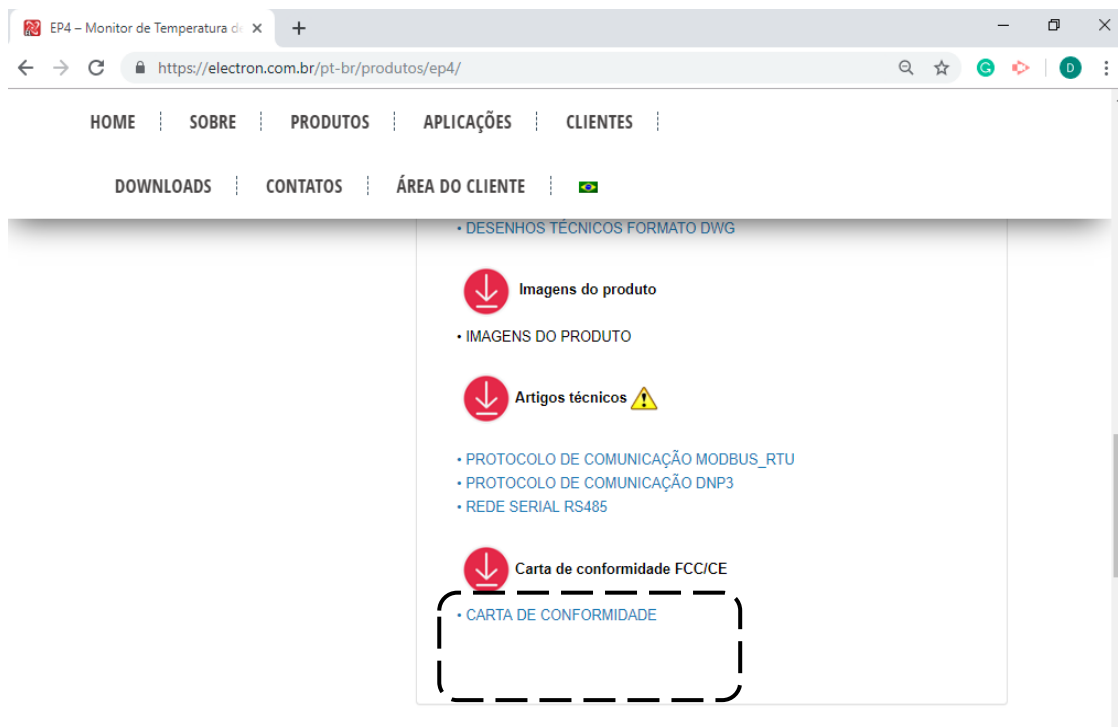 EP4 – Monitor de Temperatura d
https://electron.com.br/pt-br/produtos/ep4/
G
D
HOME
SOBRE
PRODUTOS
APLICAÇÕES
CLIENTES
DOWNLOADS
CONTATOS
ÁREA DO CLIENTE
• DESENHOS TÉCNICOS FORMATO DWG
Imagens do produto
• IMAGENS DO PRODUTO
Artigos técnicos
• PROTOCOLO DE COMUNICAÇÃO MODBUS_RTU
• PROTOCOLO DE COMUNICAÇÃO DNP3
• REDE SERIAL RS485
Carta de conformidade FCC/CE
• CARTA DE CONFORMIDADE